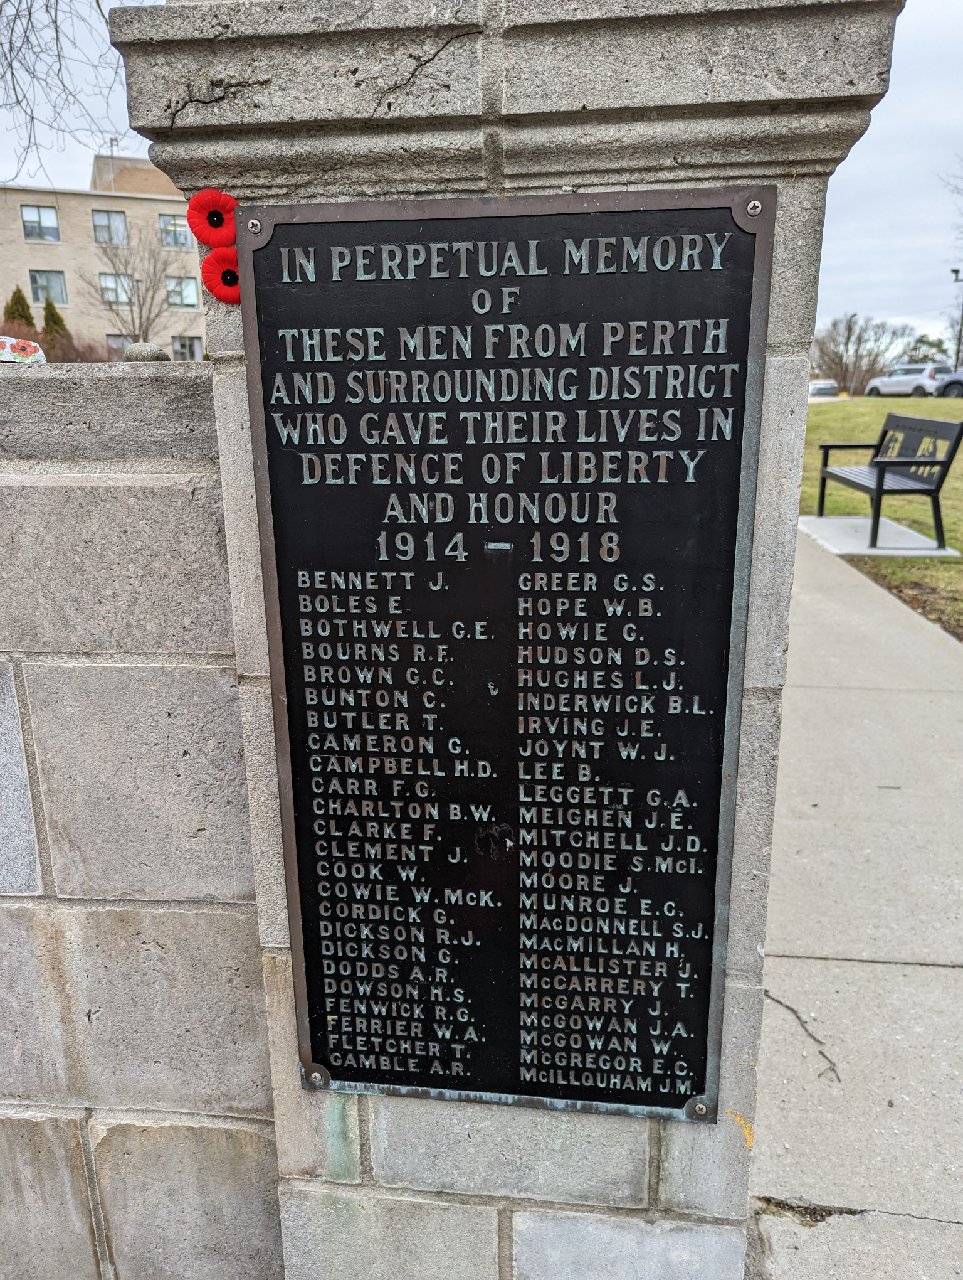 IN PERPETUAL MEMORY
OF
THESE MEN FROM PERTH
AND SURROUNDING DISTRICT
WHO GAVE THEIR LIVES IN
DEFENCE OF LIBERTY
AND HONOUR
1914 - 1918
BENNETT J.
BOLES E.
BOTHWELL G.E.
BOURNS R.F.
BROWN G.C.
BUNTON C.
BUTLER T.
CAMERON G.
CAMPBELL H.D.
CARR F.G.
CHARLTON B.W.
CLARKE F.
CLEMENT J.
COOK W.
COWIE W. McK.
CORDICK G.
DICKSON R.J.
DICKSON G.
DODDS A.R.
DOWSON H.S.
FENWICK R.G.
FERRIER W.A.
FLETCHER T.
GAMBLE A.R.
GREER G.S.
HOPE W.B.
HOWIE G.
HUDSON D.S.
HUGHES L.J.
INDERWICK B.L.
IRVING J.E.
JOYNT W.J.
LEE B.
LEGGETT G.A.
MEIGHEN J.E.
MITCHELL J.D.
MOODIE S.McI.
MOORE J.
MUNROE E.C.
MacDONNELL S.J.
MacMILLAN H.
McALLISTER J.
McCARRERY T.
McGARRY J.
McGOWAN J.A.
McGOWAN W.
McGREGOR E.C.
McILLQUHAM J.M.